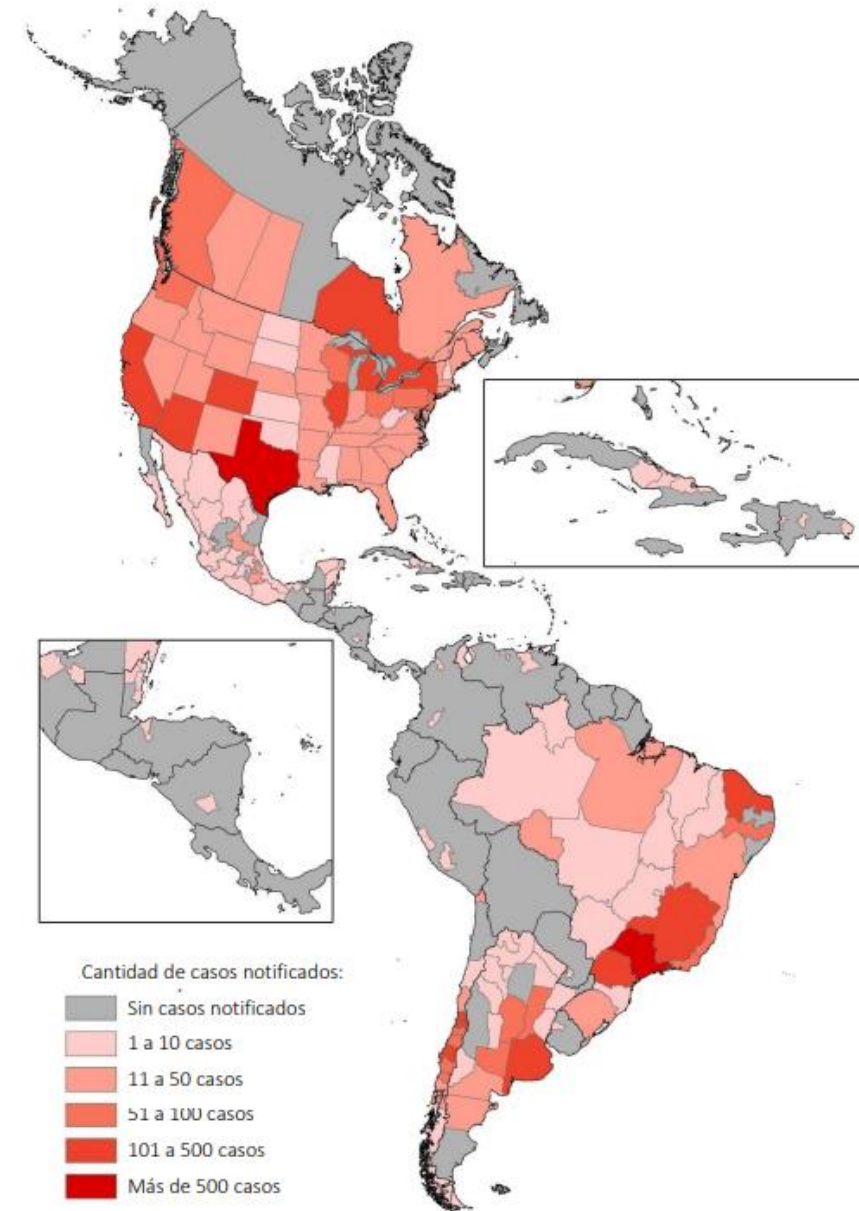 Cantidad de casos notificados:
Sin casos notificados
1 a 10 casos
11 a 50 casos
51 a 100 casos
101 a 500 casos
Más de 500 casos